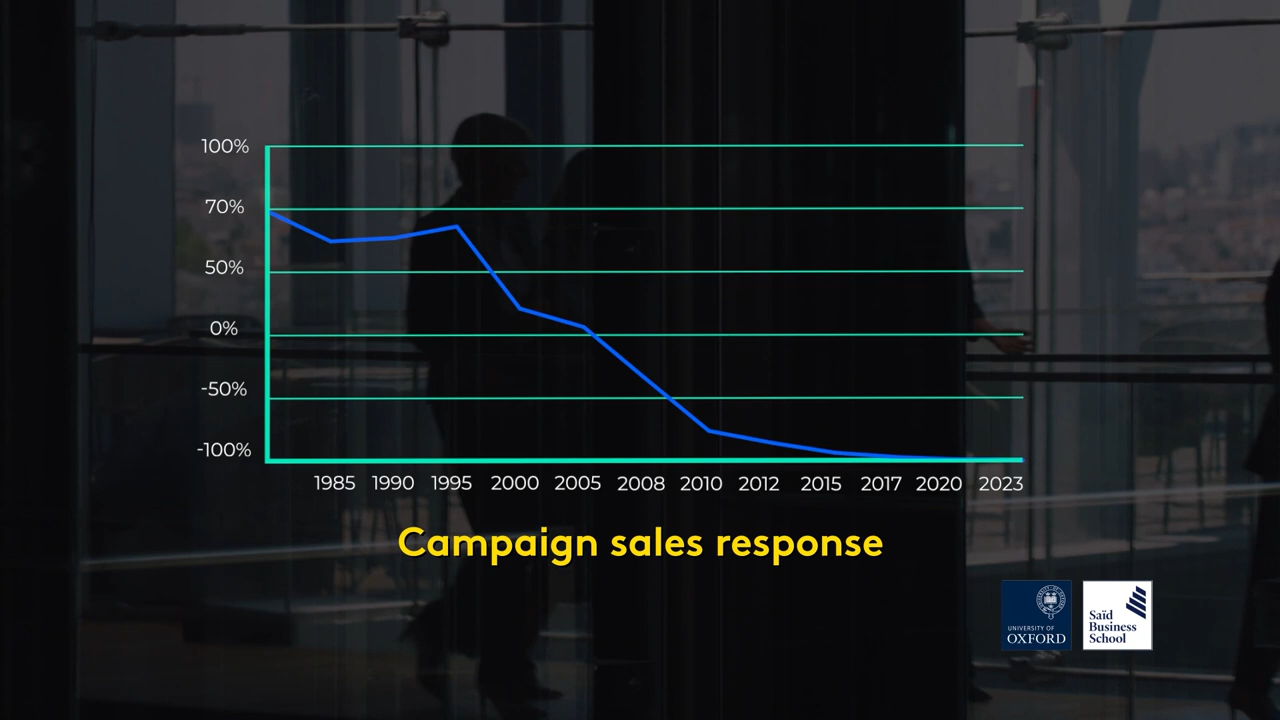 100%
70%
50%
0%
-50%
-100%
1985 1990 1995 2000 2005 2008 2010 2012 2015 2017 2020 2023
Campaign sales response
UNIVERSITY OF
OXFORD
Saïd
Business
School